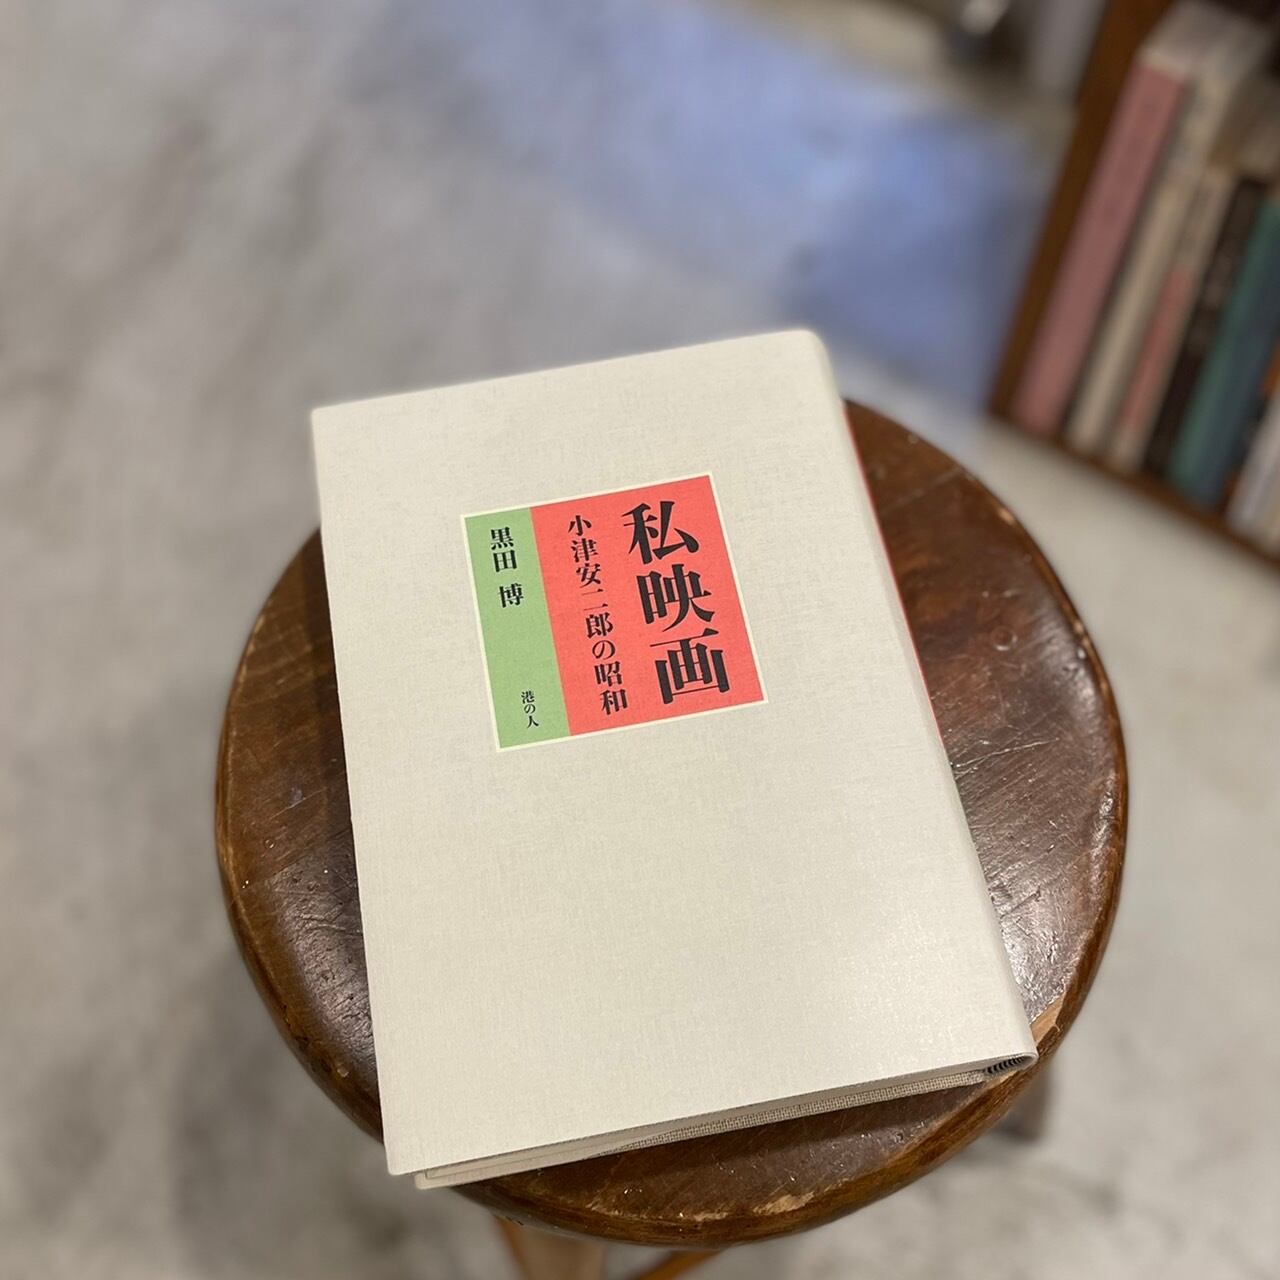 私映画
小津安二郎の昭和
黒田 博
港の人